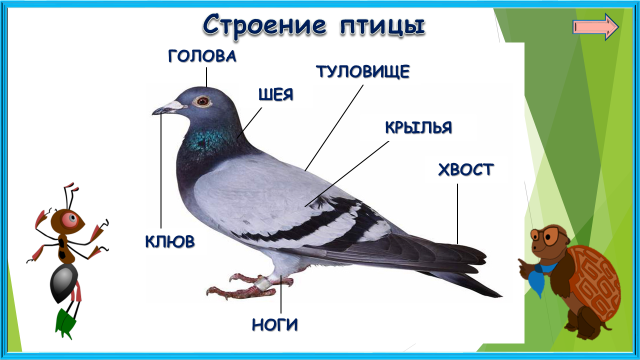 Строение птицы
ГОЛОВА
ТУЛОВИЩЕ
ШЕЯ
КРЫЛЬЯ
ХВОСТ
КЛЮВ
НОГИ